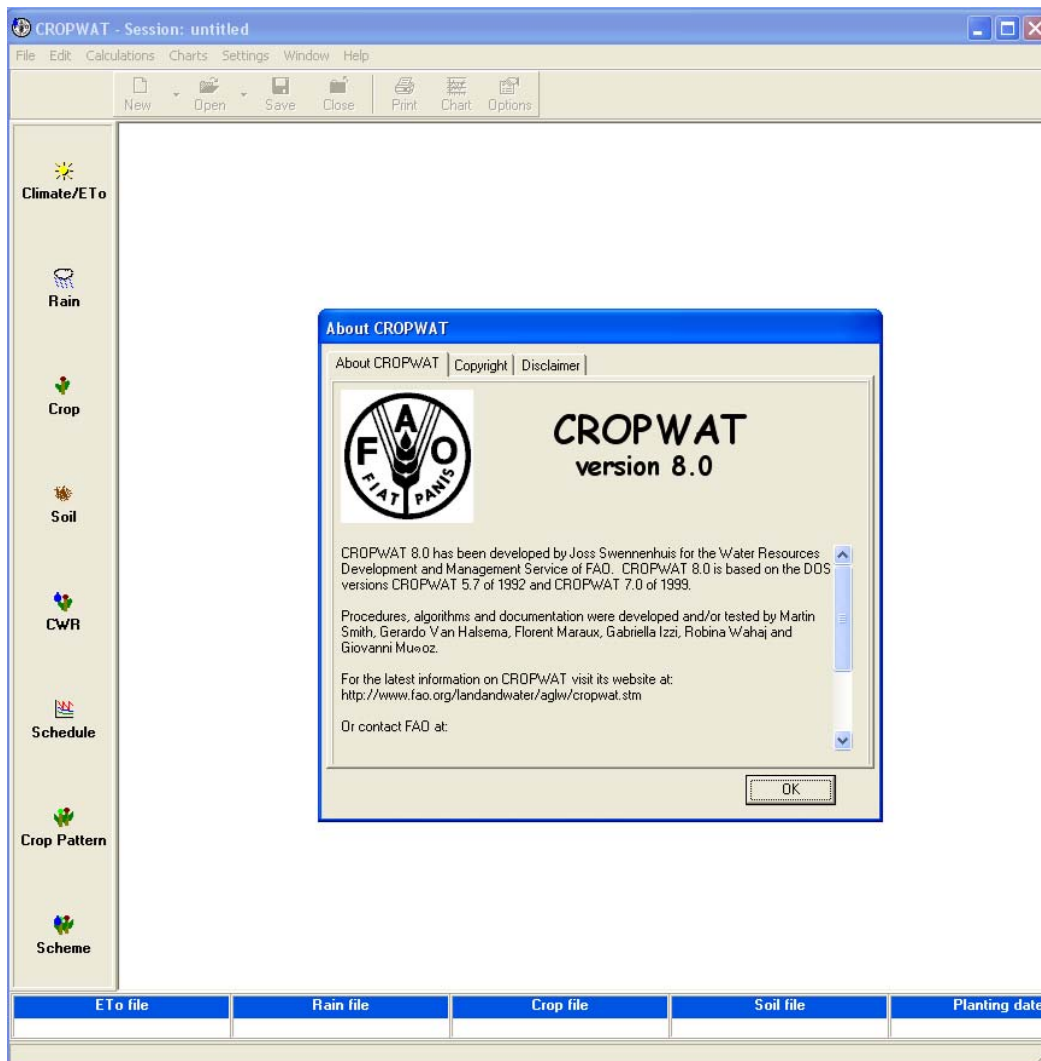 CROPWAT - Session: untitled
File Edit Calculations Charts Settings Window Help
New Open Save Close Print Chart Options
Climate/ETo
Rain
Crop
Soil
CWR
Schedule
Crop Pattern
Scheme
About CROPWAT
About CROPWAT Copyright Disclaimer
F A O
FIAT PANIS
CROPWAT
version 8.0
CROPWAT 8.0 has been developed by Joss Swennenhuis for the Water Resources
Development and Management Service of FAO. CROPWAT 8.0 is based on the DOS
versions CROPWAT 5.7 of 1992 and CROPWAT 7.0 of 1999.
Procedures, algorithms and documentation were developed and/or tested by Martin
Smith, Gerardo Van Halsema, Florent Maraux, Gabriella Izzi, Robina Wahaj and
Giovanni Muסoz.
For the latest information on CROPWAT visit its website at:
http://www.fao.org/landandwater/aglw/cropwat.stm
Or contact FAO at:
OK
ETo file Rain file Crop file Soil file Planting date